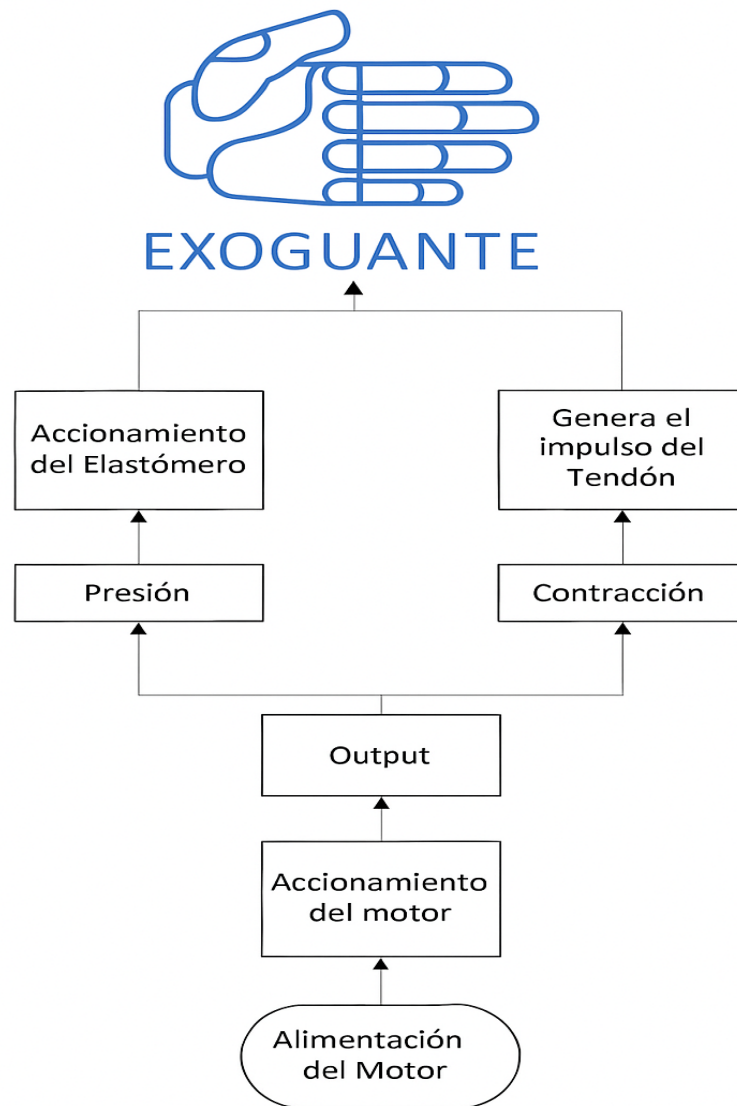 EXOGUANTE
Accionamiento
del Elastómero
Genera el
impulso del
Tendón
Presión
Contracción
Output
Accionamiento
del motor
Alimentación
del Motor